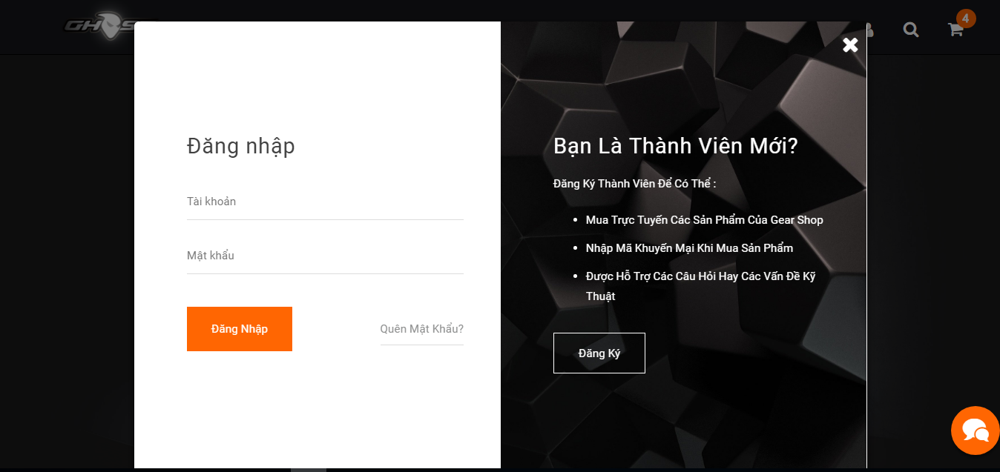 GHOST
4
Đăng nhập
Tài khoản
Mật khẩu
Đăng Nhập
Quên Mật Khẩu?
Bạn Là Thành Viên Mới?
Đăng Ký Thành Viên Để Có Thể :
Mua Trực Tuyến Các Sản Phẩm Của Gear Shop
Nhập Mã Khuyến Mại Khi Mua Sản Phẩm
Được Hỗ Trợ Các Câu Hỏi Hay Các Vấn Đề Kỹ
Thuật
Đăng Ký